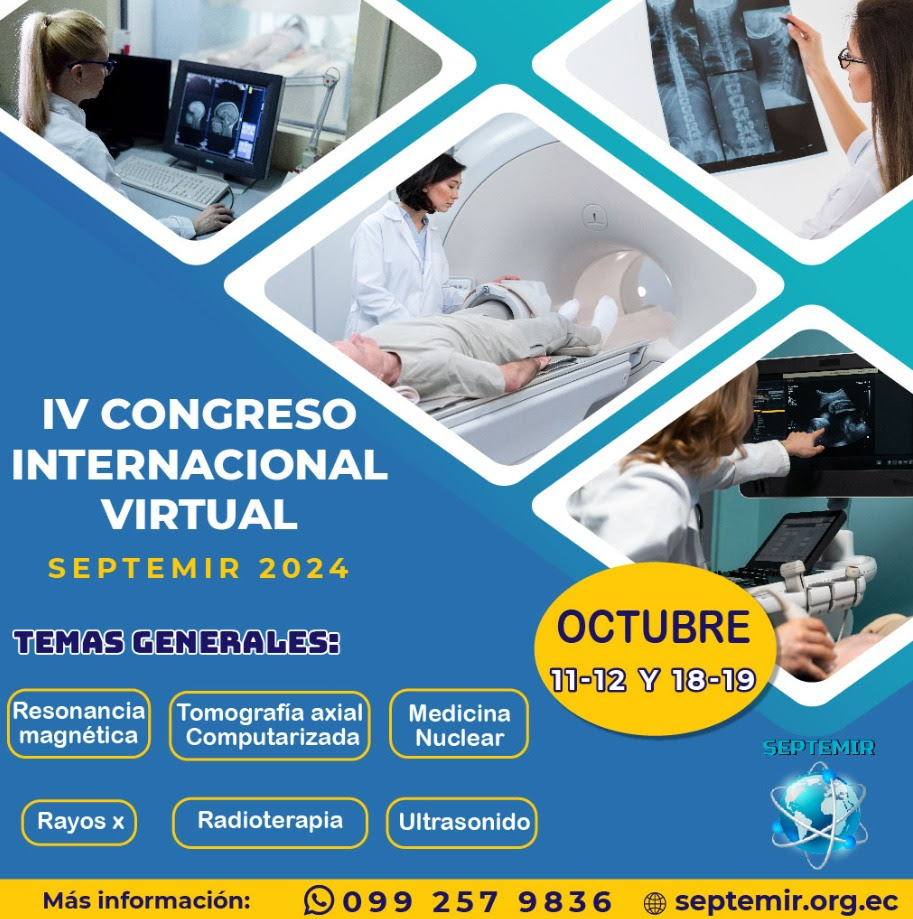 IV CONGRESO
INTERNACIONAL
VIRTUAL
SEPTEMIR 2024
TEMAS GENERALES:
Resonancia
magnética
Tomografía axial
Computarizada
Medicina
Nuclear
Rayos x
Radioterapia
Ultrasonido
OCTUBRE
11-12 Y 18-19
SEPTEMIR
Más información:
099 257 9836
septemir.org.ec